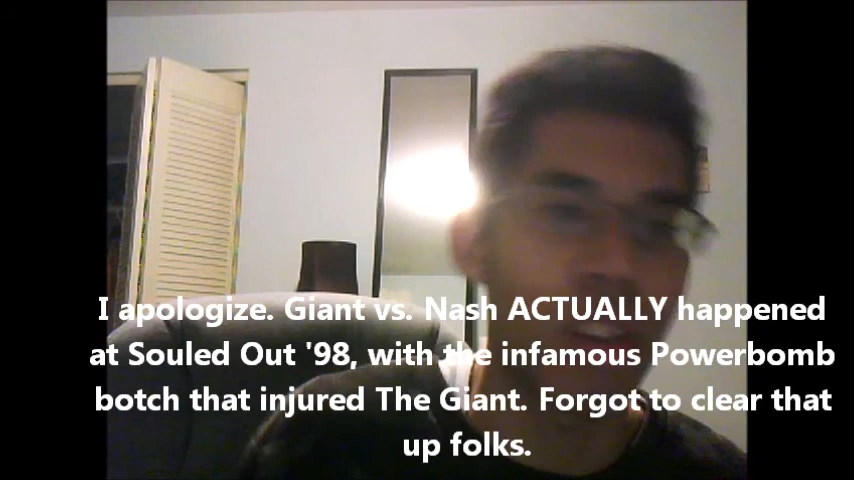 I apologize. Giant vs. Nash ACTUALLY happened
at Souled Out '98, with the infamous Powerbomb
botch that injured The Giant. Forgot to clear that
up folks.